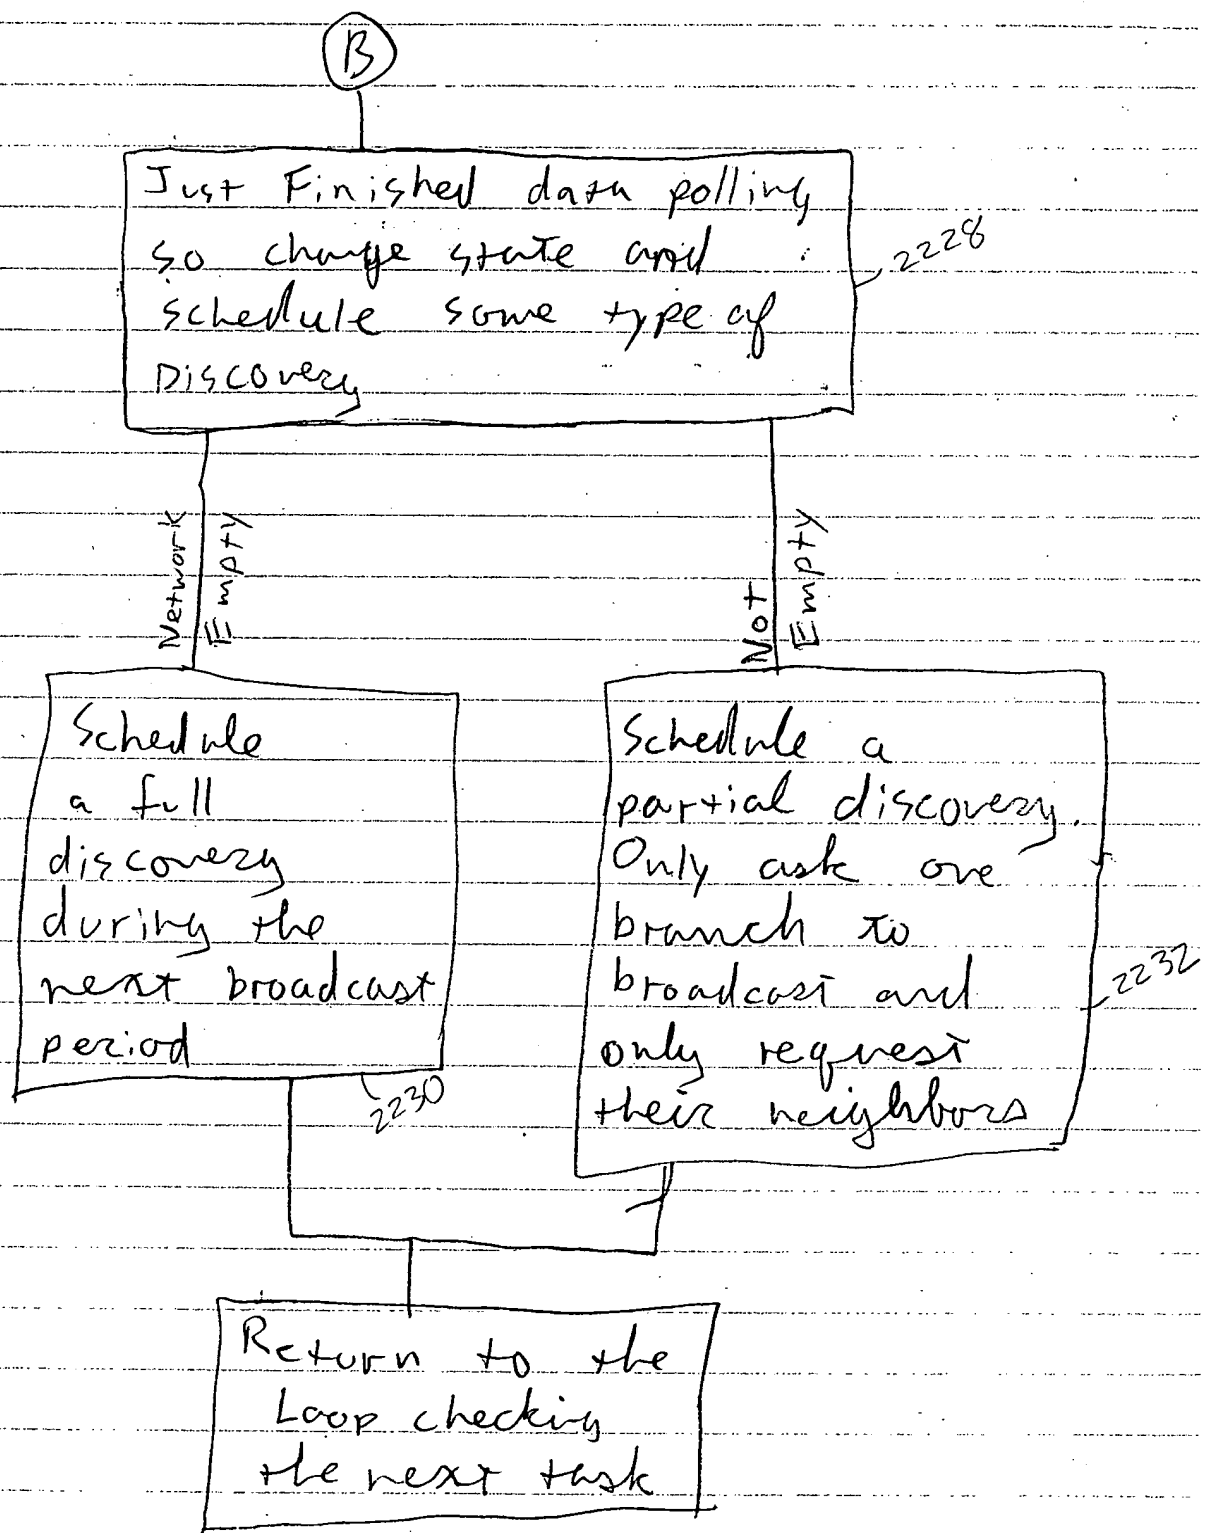 B
Just Finished data polling
so change state and
schedule some type of
Discovery
2228
Network
Empty
Not
Empty
Schedule
a full
discovery
during the
next broadcast
period
2230
Schedule a
partial discovery.
Only ask one
branch to
broadcast and
only request
their neighbors
2232
Return to the
Loop checking
the next task